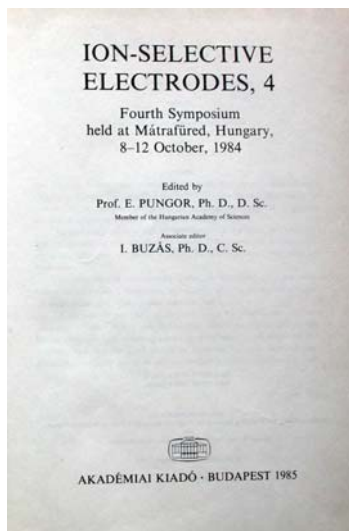 ION-SELECTIVE
ELECTRODES, 4
Fourth Symposium
held at Mátrafüred, Hungary,
8–12 October, 1984
Edited by
Prof. E. PUNGOR, Ph. D., D. Sc.
Member of the Hungarian Academy of Sciences
Associate editor
I. BUZÁS, Ph. D., C. Sc.
AKADÉMIAI KIADÓ · BUDAPEST 1985